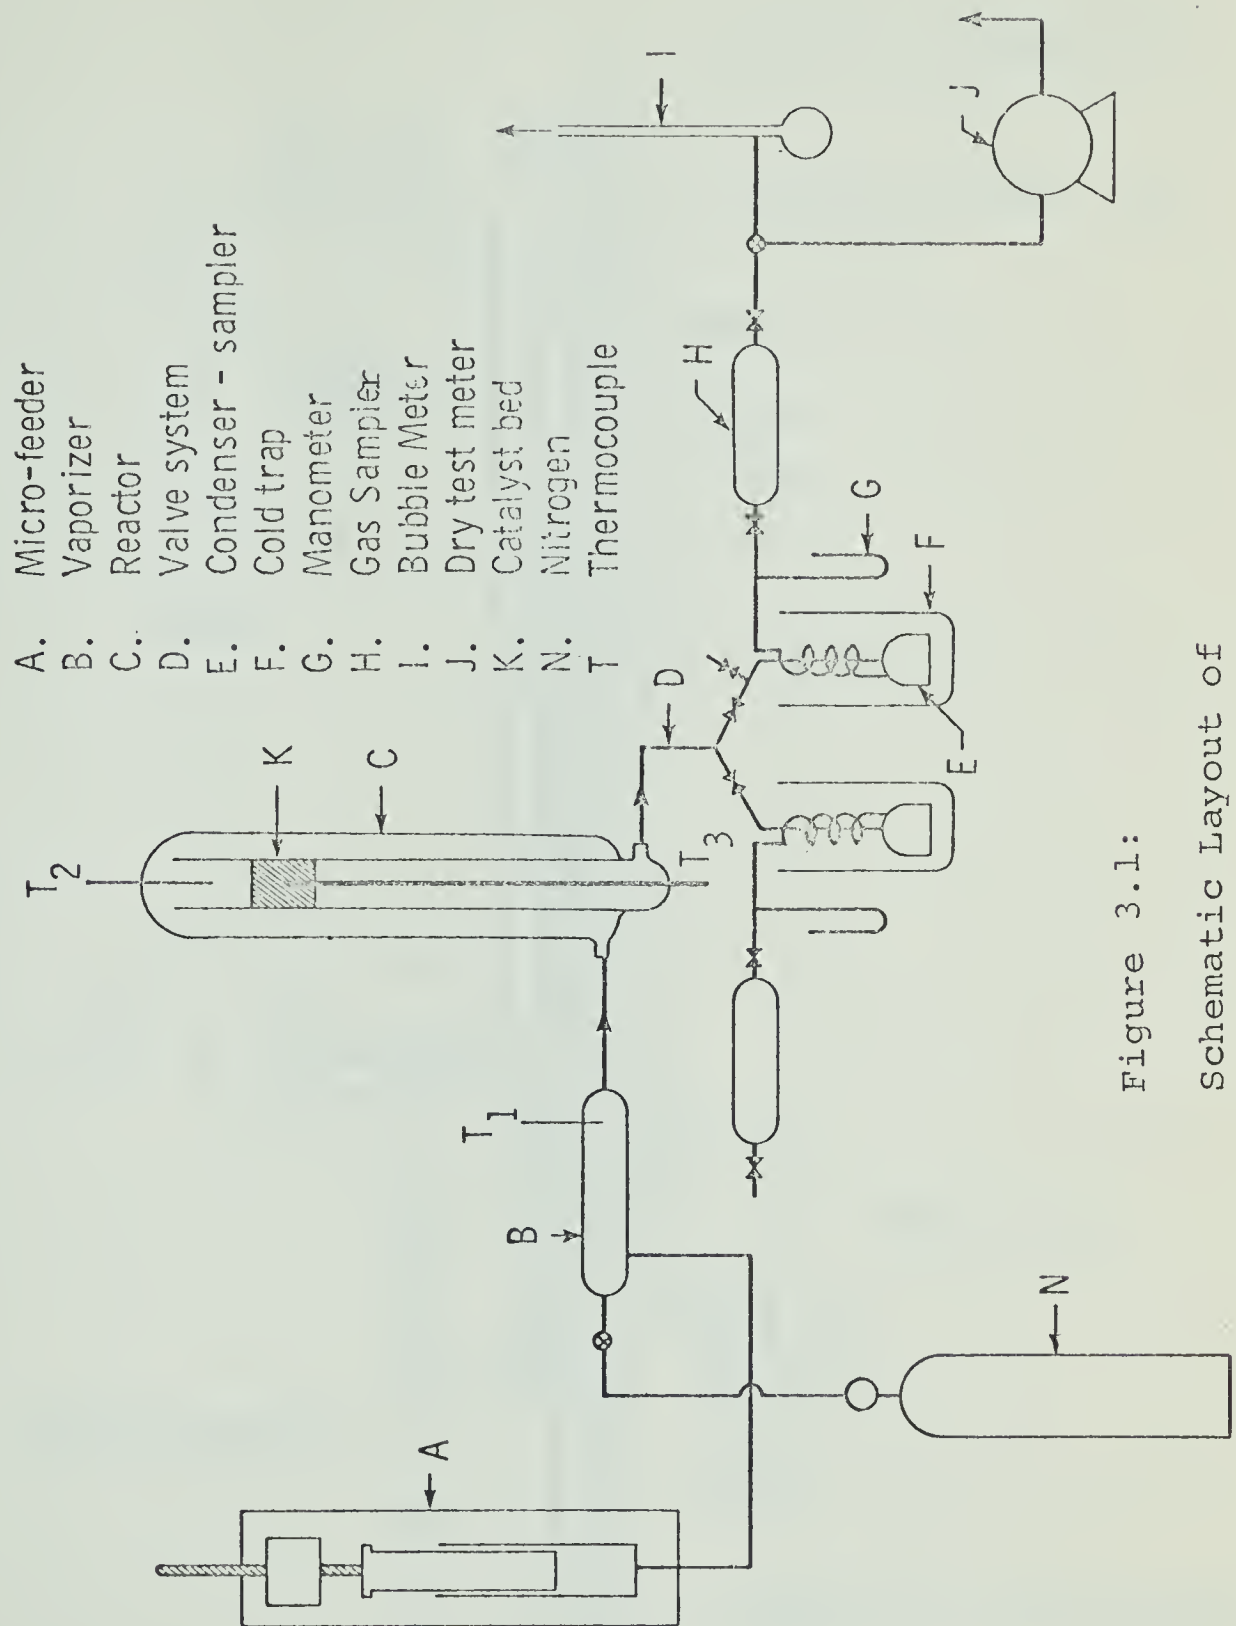 A. Micro-feeder
B. Vaporizer
C. Reactor
D. Valve system
E. Condenser - sampler
F. Cold trap
G. Manometer
H. Gas Sampler
I. Bubble Meter
J. Dry test meter
K. Catalyst bed
N. Nitrogen
T Thermocouple
T2
K
C
T1
B
A
N
T3
D
E
F
G
H
I
J
Figure 3.1:
Schematic Layout of